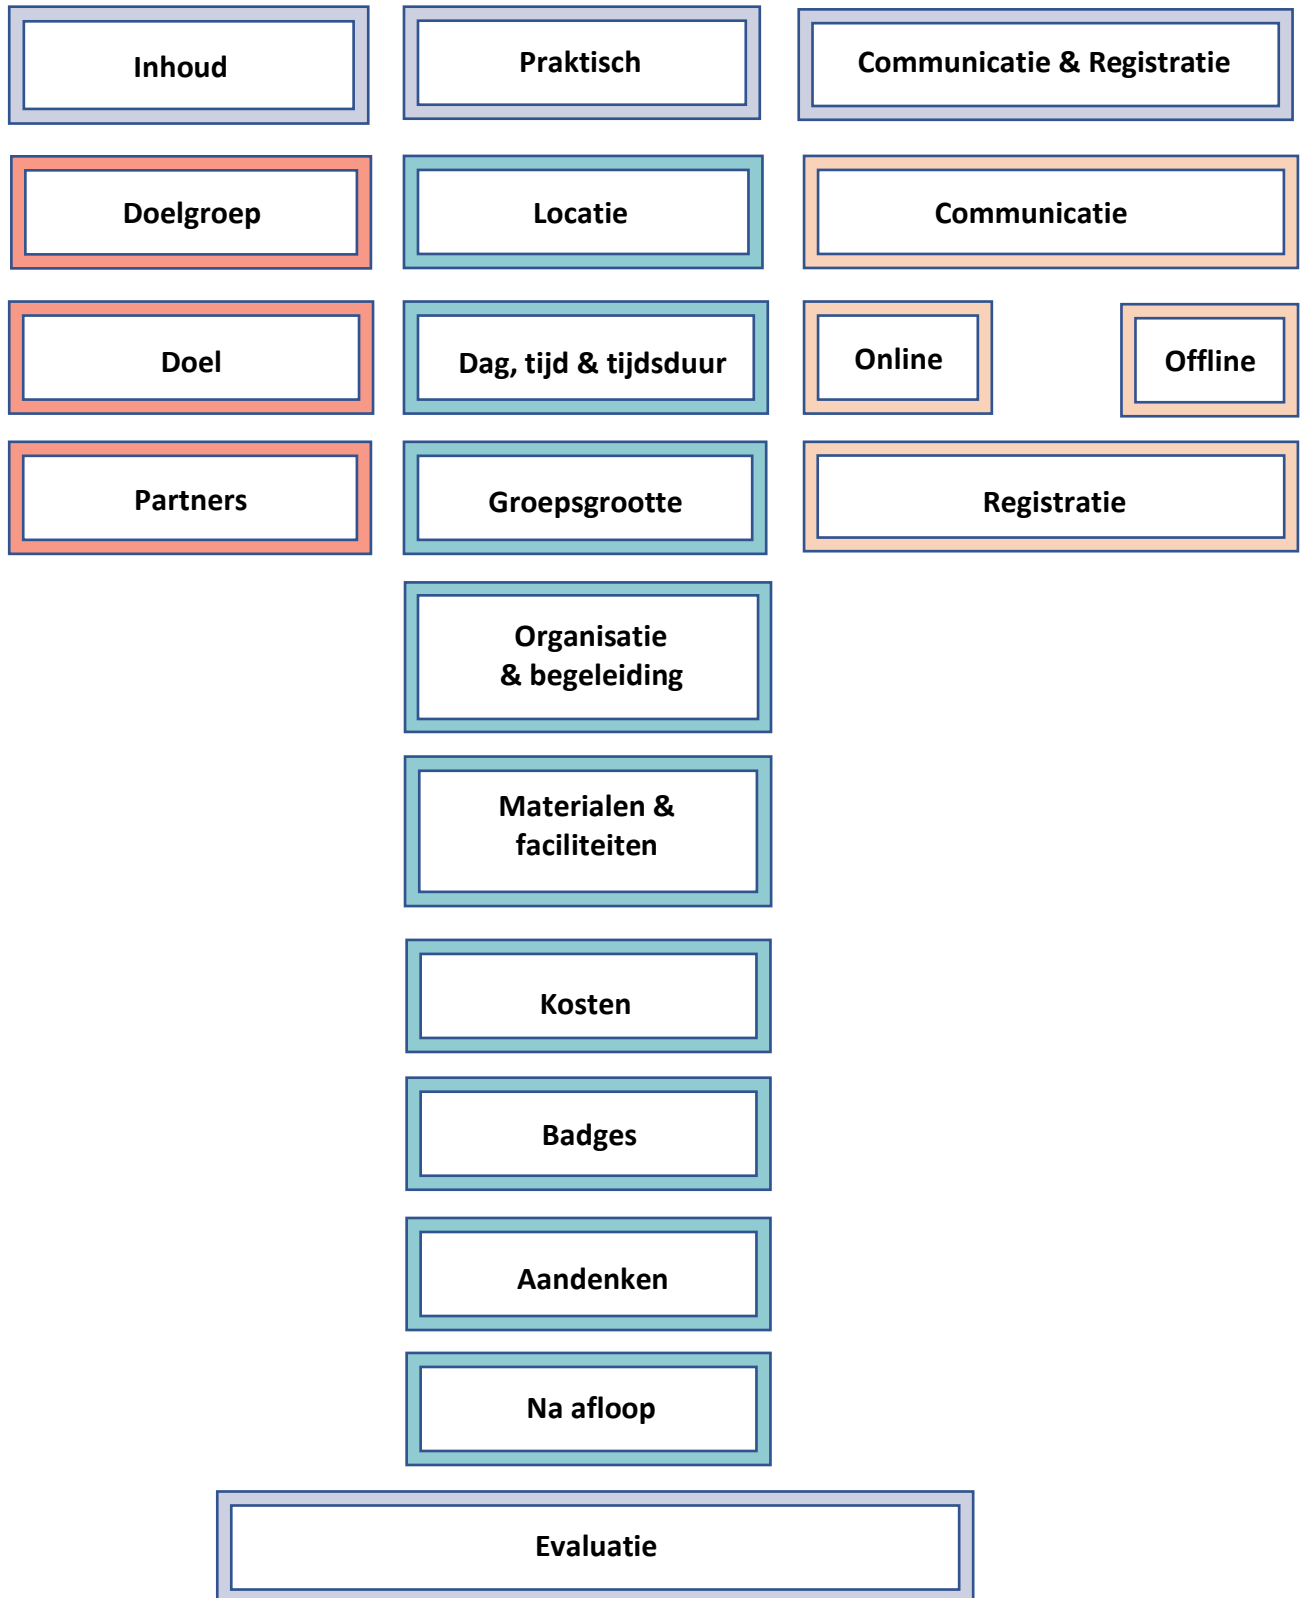 Inhoud
Praktisch
Communicatie & Registratie
Doelgroep
Locatie
Communicatie
Doel
Dag, tijd & tijdsduur
Online
Offline
Partners
Groepsgrootte
Registratie
Organisatie
& begeleiding
Materialen &
faciliteiten
Kosten
Badges
Aandenken
Na afloop
Evaluatie